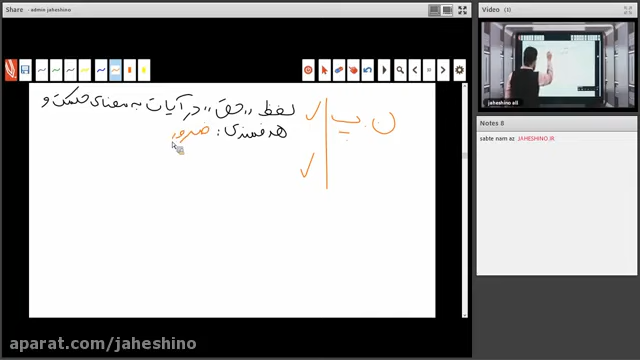 Share - admin jaheshino
Video (1)
لفظ "حق" در آیات به معنای حکمت و
هدفمندی: ضرور
ن. پ
jaheshino ali
Notes 8
sabte nam az JAHESHINO.IR
aparat.com/jaheshino